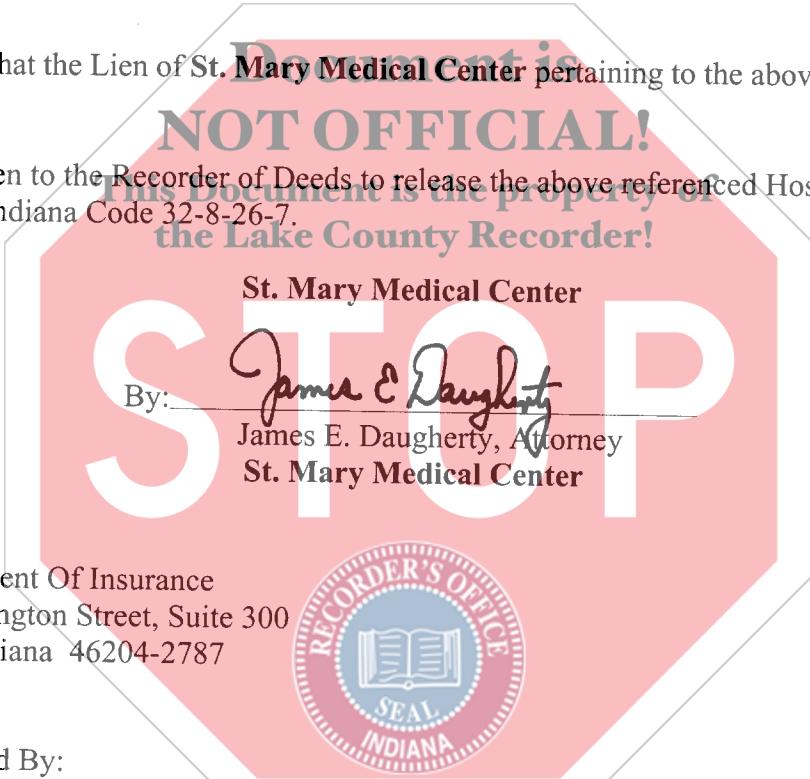 hat the Lien of St. Mary Medical Center pertaining to the abov
Document is
NOT OFFICIAL!
en to the Recorder of Deeds to release the above referenced Hos
This Document is the property of
ndiana Code 32-8-26-7.
the Lake County Recorder!
St. Mary Medical Center
STOP
By: James E Daugherty
James E. Daugherty, Attorney
St. Mary Medical Center
ent Of Insurance
ngton Street, Suite 300
iana 46204-2787
RECORDER'S OFFICE
SEAL
INDIANA
d By: